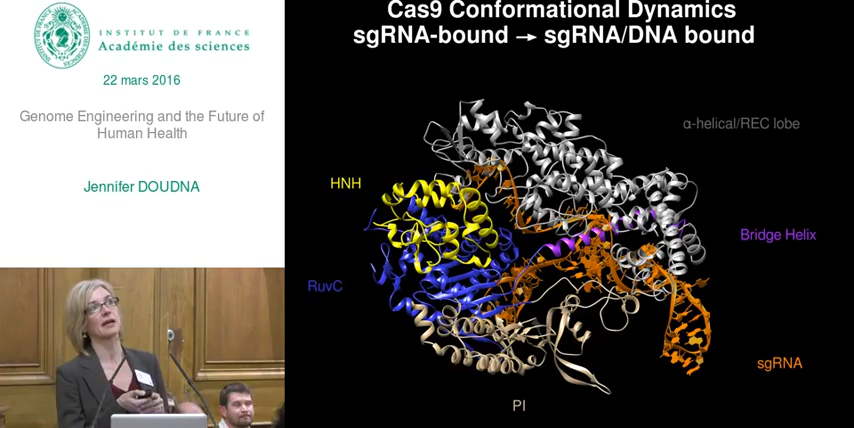 INSTITUT DE FRANCE
Académie des sciences
22 mars 2016
Genome Engineering and the Future of
Human Health
Jennifer DOUDNA
Cas9 Conformational Dynamics
sgRNA-bound → sgRNA/DNA bound
α-helical/REC lobe
HNH
Bridge Helix
RuvC
sgRNA
PI